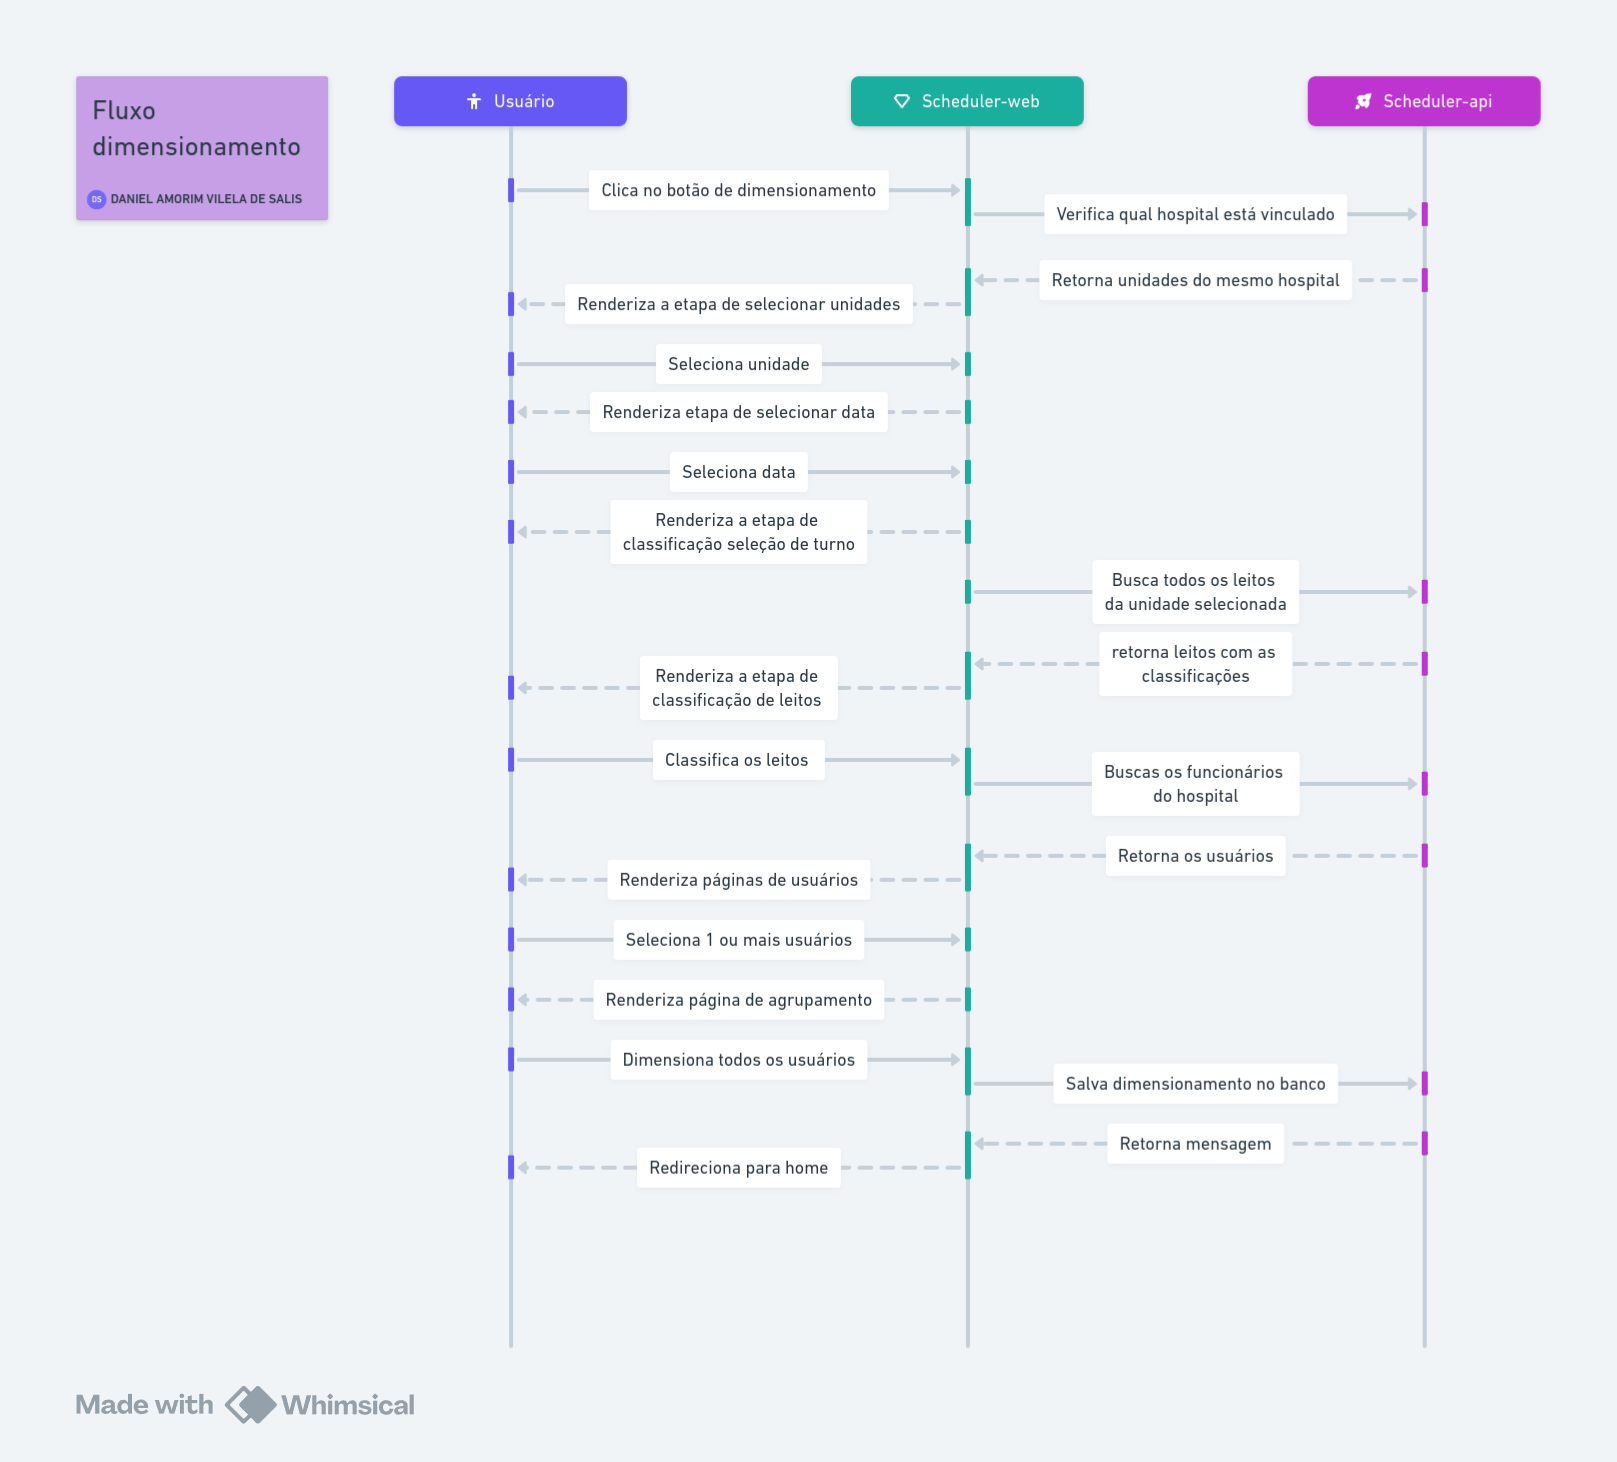 Fluxo
dimensionamento
DS DANIEL AMORIM VILELA DE SALIS
Usuário
Scheduler-web
Scheduler-api
Clica no botão de dimensionamento
Verifica qual hospital está vinculado
Retorna unidades do mesmo hospital
Renderiza a etapa de selecionar unidades
Seleciona unidade
Renderiza etapa de selecionar data
Seleciona data
Renderiza a etapa de
classificação seleção de turno
Busca todos os leitos
da unidade selecionada
retorna leitos com as
classificações
Renderiza a etapa de
classificação de leitos
Classifica os leitos
Buscas os funcionários
do hospital
Retorna os usuários
Renderiza páginas de usuários
Seleciona 1 ou mais usuários
Renderiza página de agrupamento
Dimensiona todos os usuários
Salva dimensionamento no banco
Retorna mensagem
Redireciona para home
Made with Whimsical